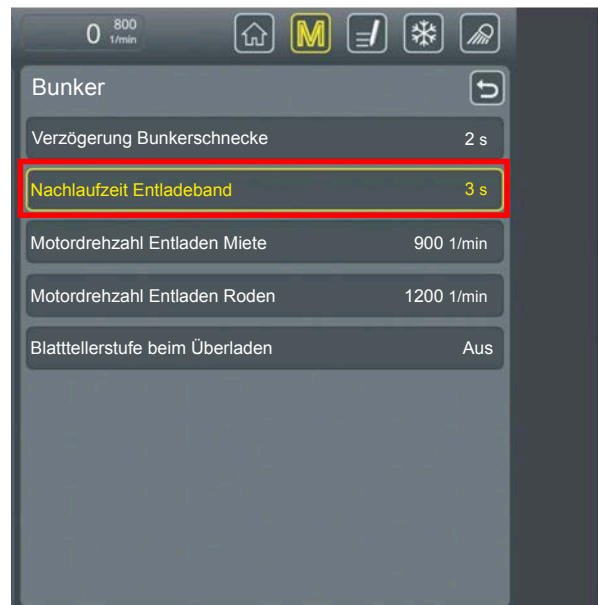 0 800 1/min M
Bunker
Verzögerung Bunkerschnecke 2 s
Nachlaufzeit Entladeband 3 s
Motordrehzahl Entladen Miete 900 1/min
Motordrehzahl Entladen Roden 1200 1/min
Blatttellerstufe beim Überladen Aus